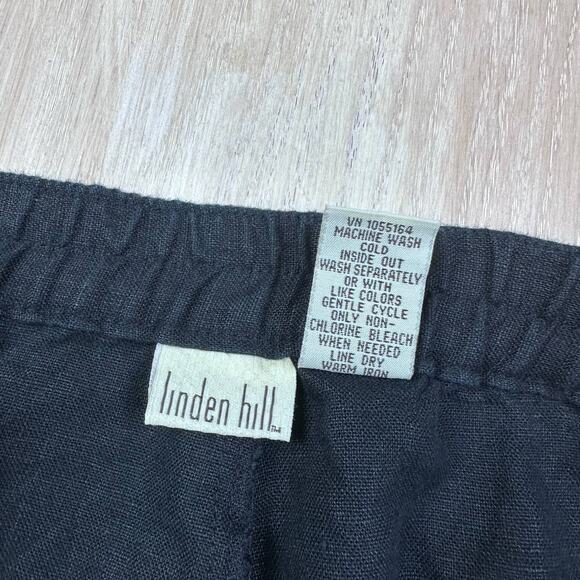 VN 1055164
MACHINE WASH
COLD
INSIDE OUT
WASH SEPARATELY
OR WITH
LIKE COLORS
GENTLE CYCLE
ONLY NON-
CHLORINE BLEACH
WHEN NEEDED
LINE DRY
WARM IRON
linden hill™